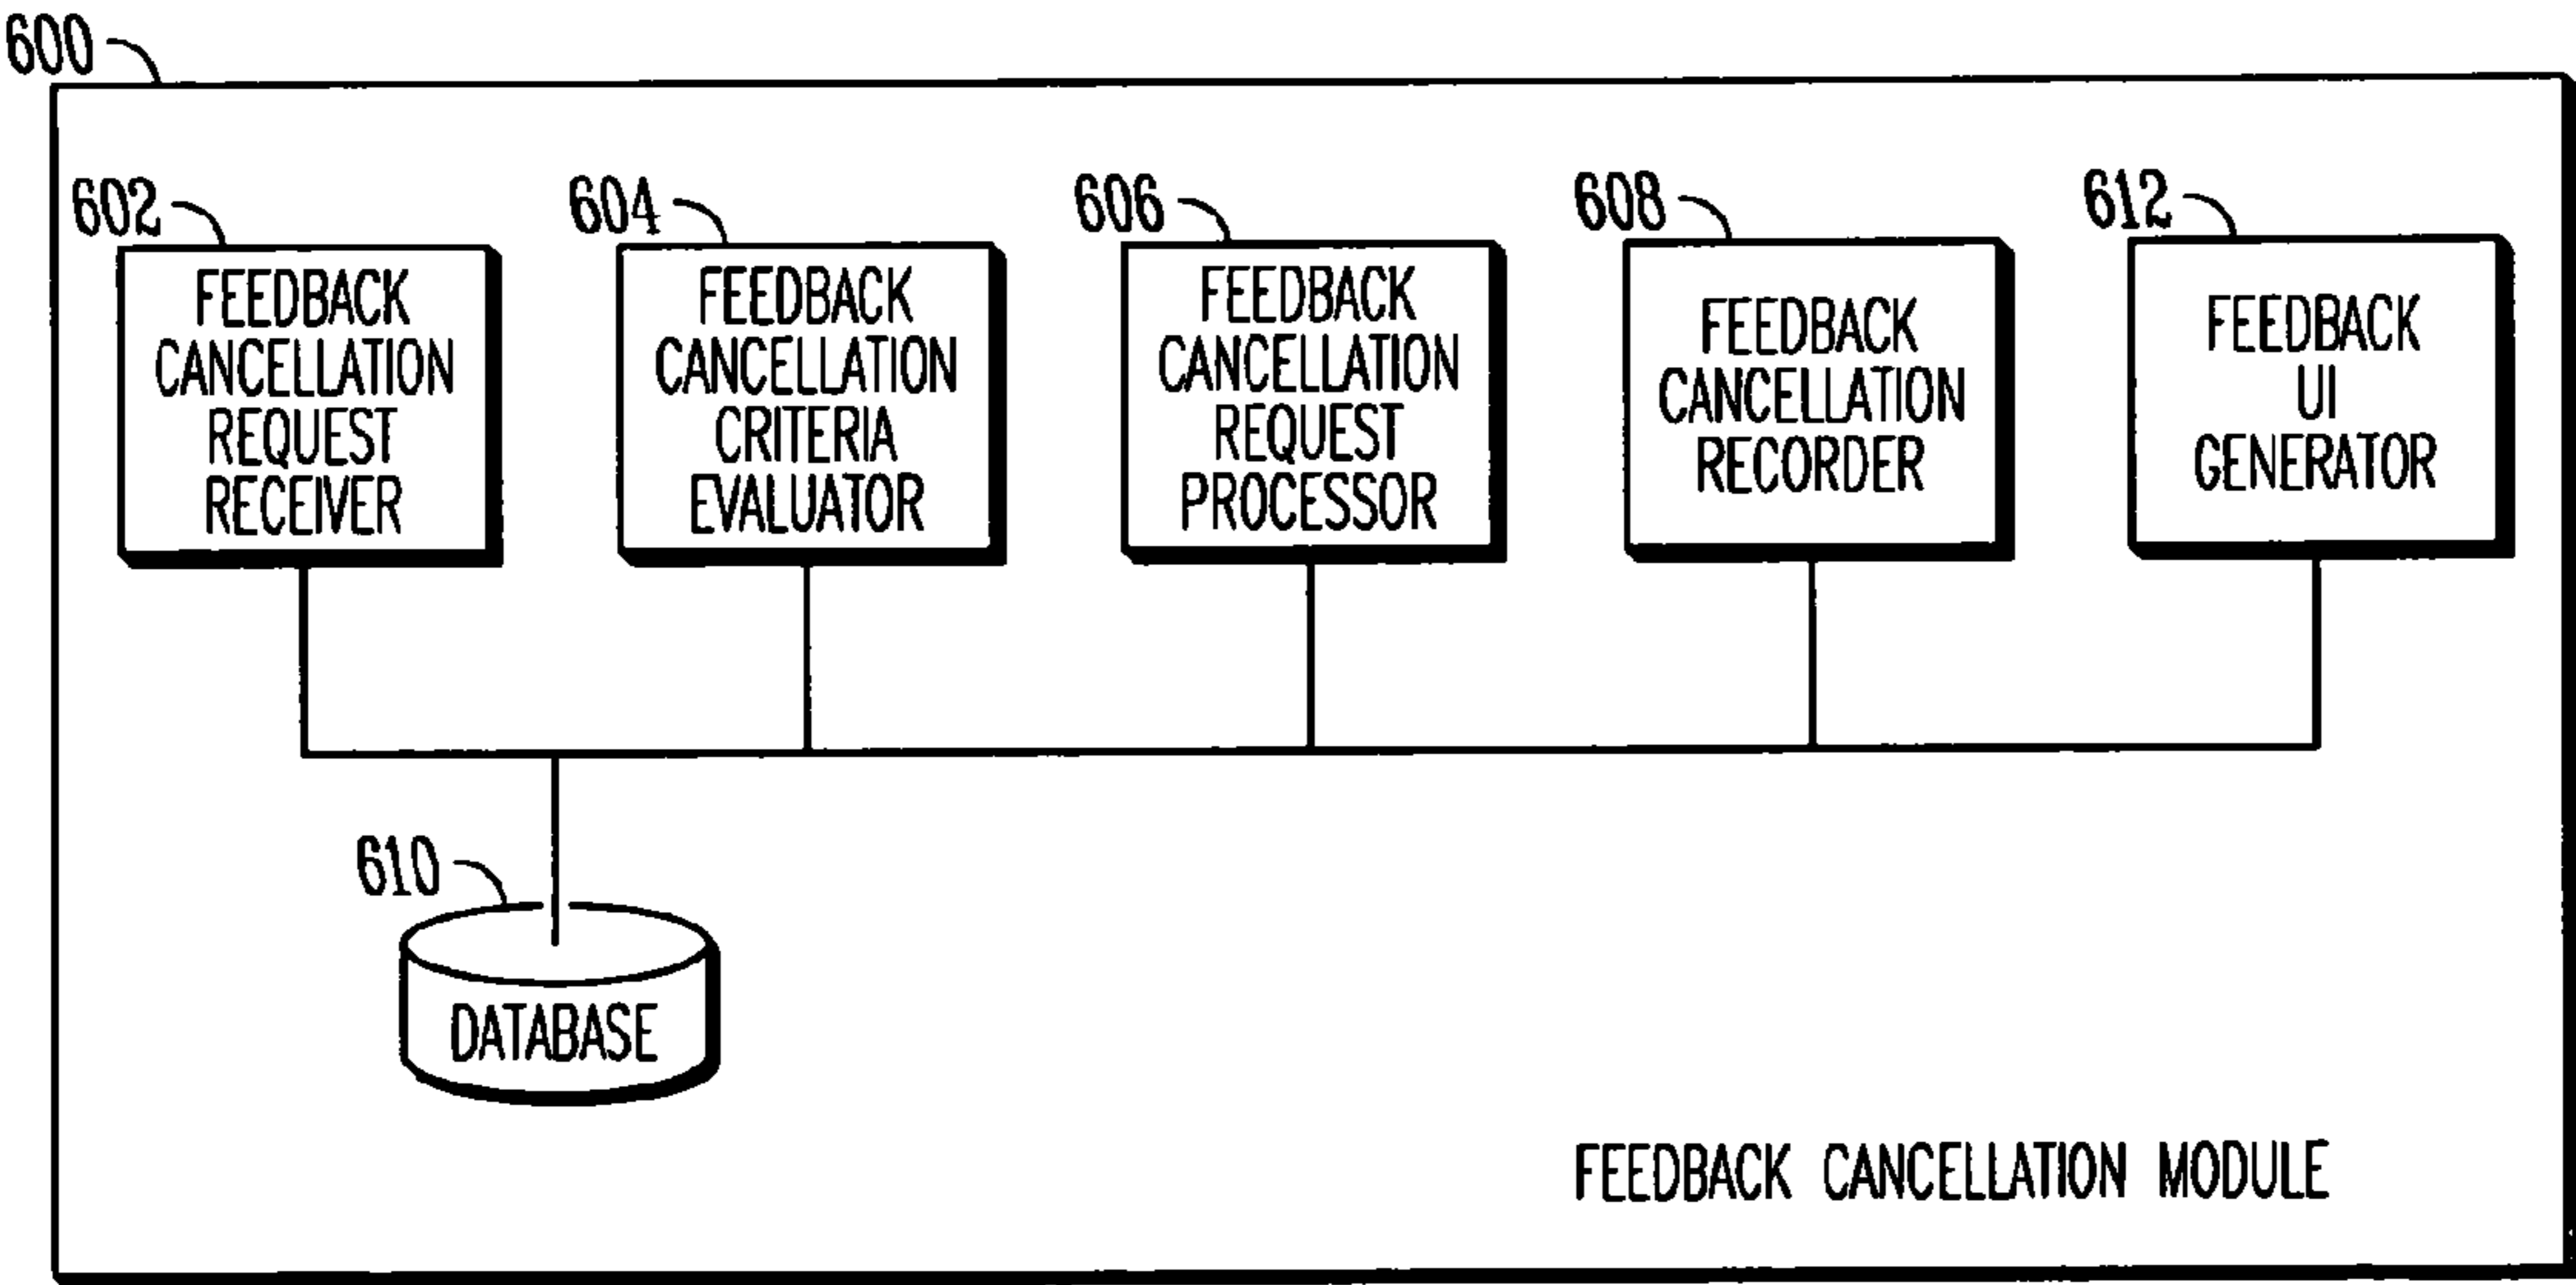 600
602
FEEDBACK
CANCELLATION
REQUEST
RECEIVER
604
FEEDBACK
CANCELLATION
CRITERIA
EVALUATOR
606
FEEDBACK
CANCELLATION
REQUEST
PROCESSOR
608
FEEDBACK
CANCELLATION
RECORDER
612
FEEDBACK
UI
GENERATOR
610
DATABASE
FEEDBACK CANCELLATION MODULE